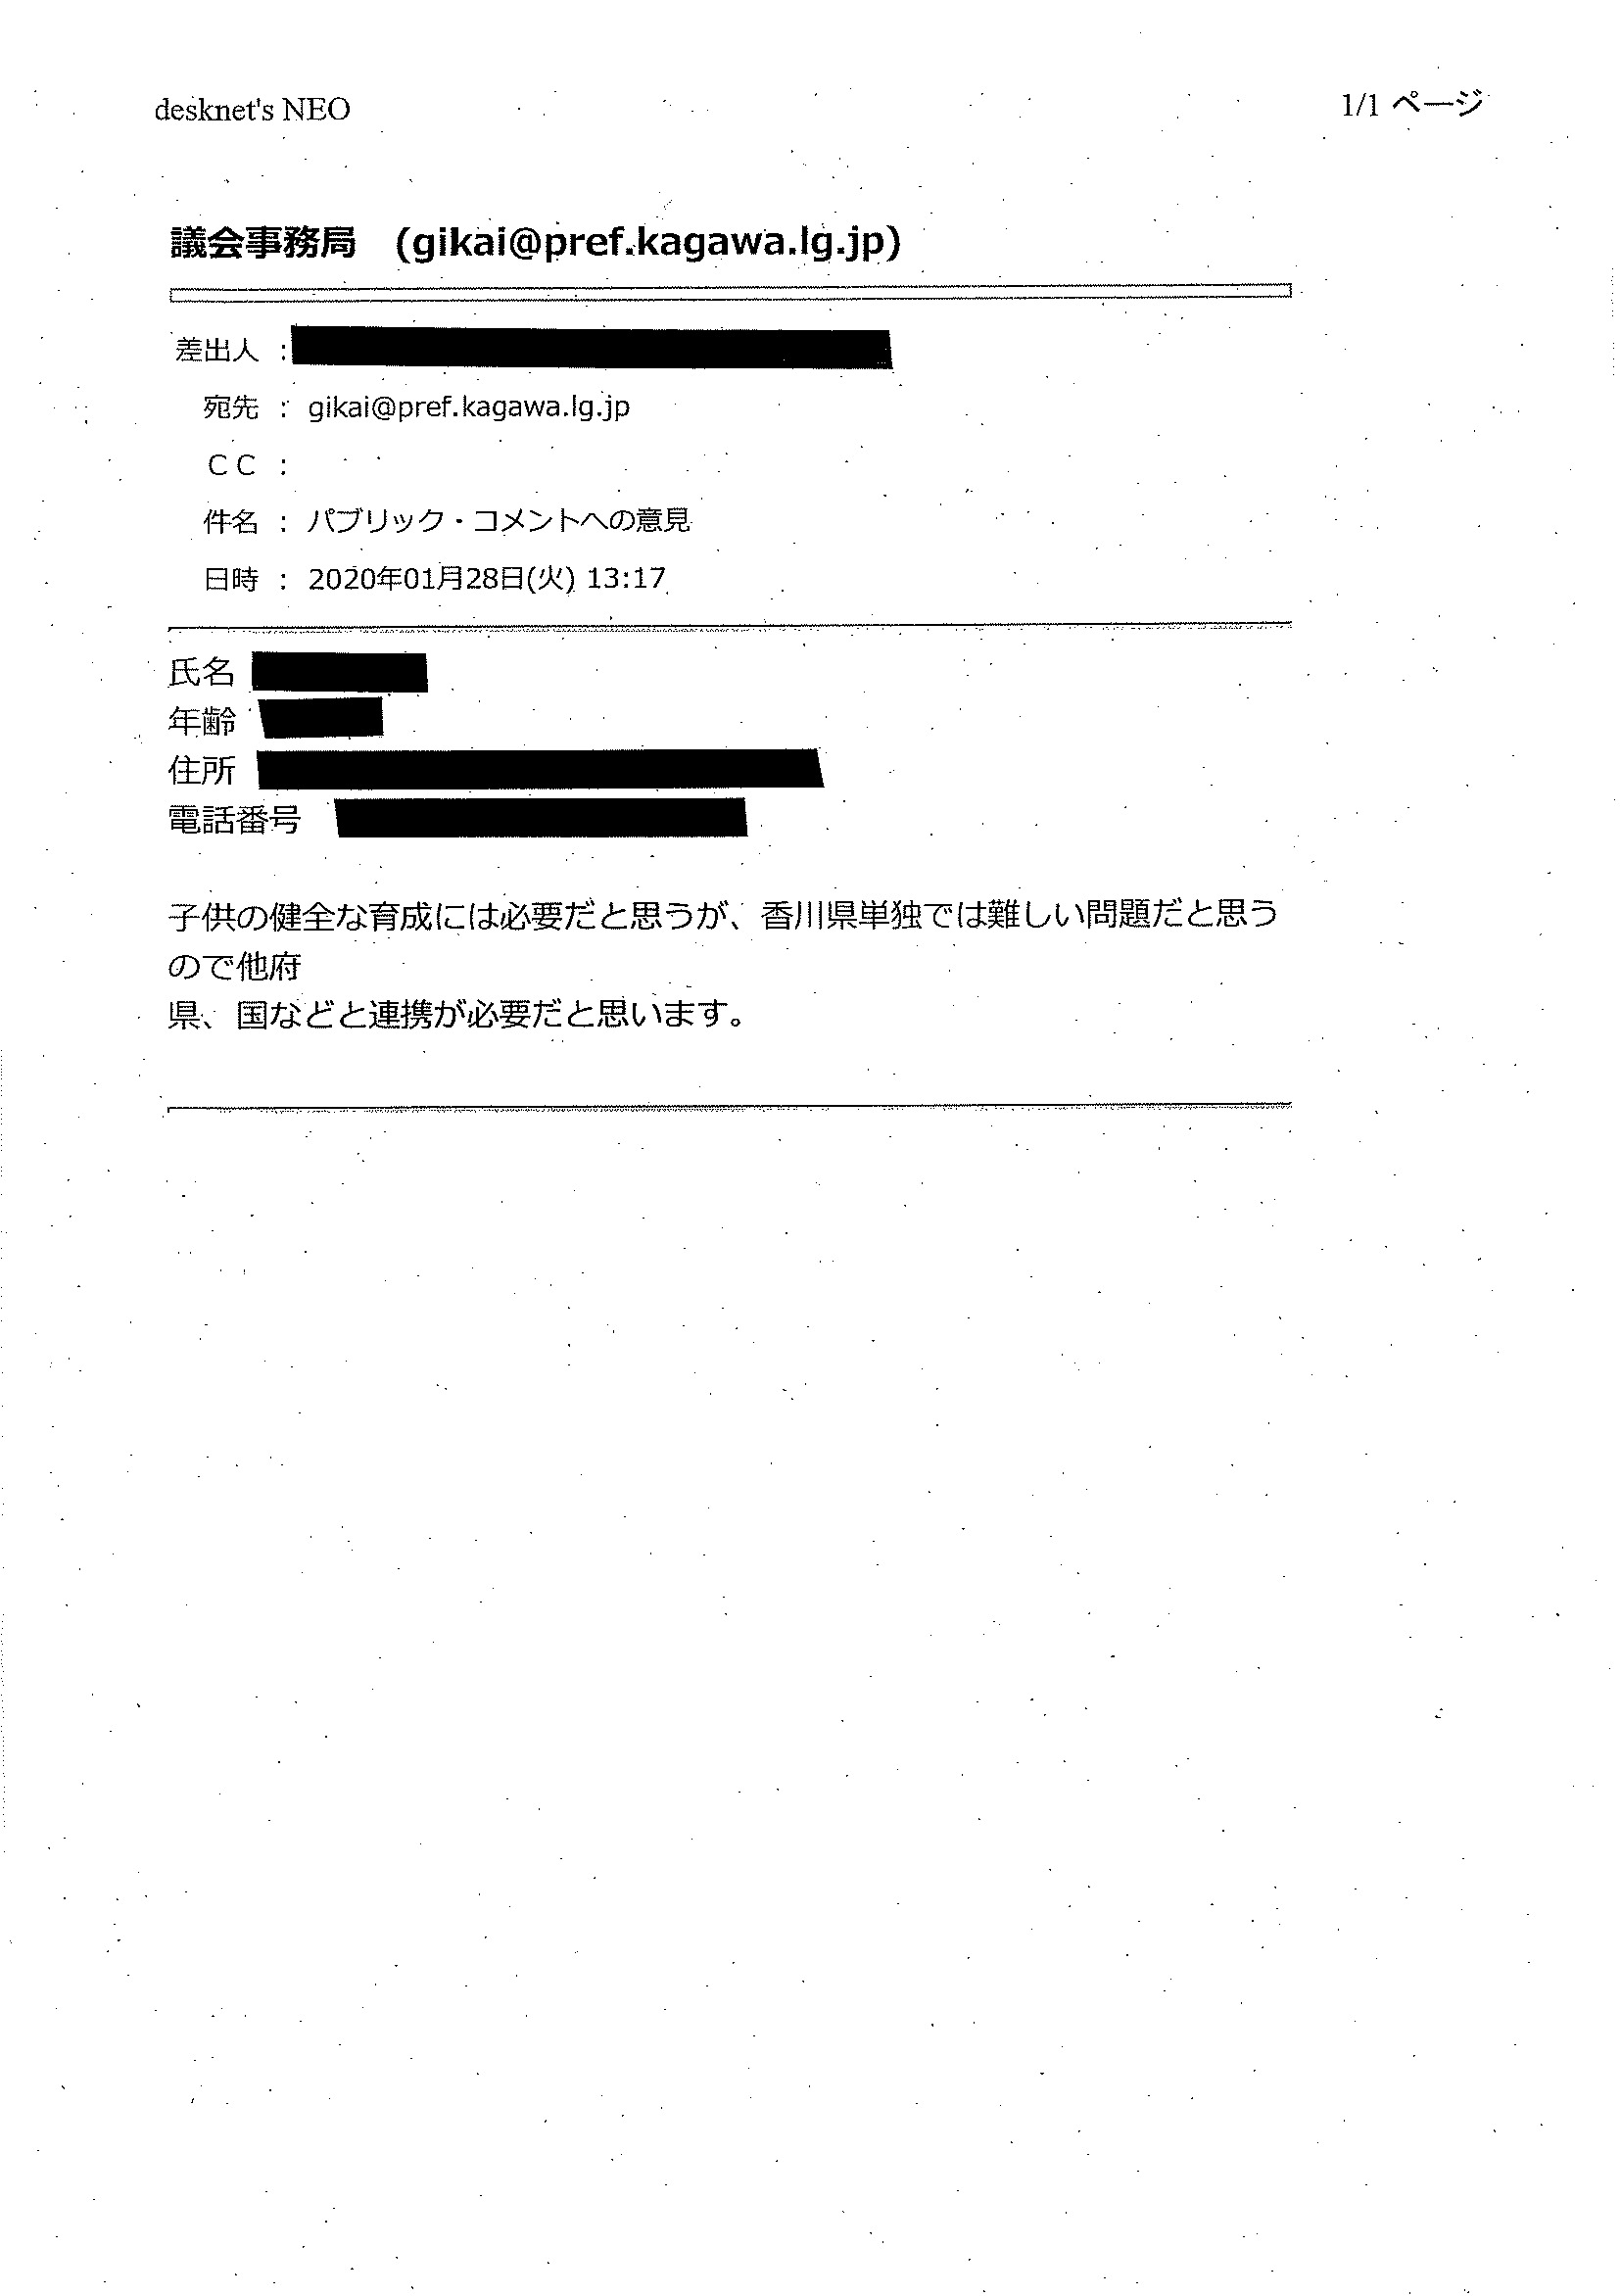 desknet's NEO
1/1 ページ
議会事務局 (gikai@pref.kagawa.lg.jp)
差出人 :
宛先 : gikai@pref.kagawa.lg.jp
ＣＣ :
件名 : パブリック・コメントへの意見
日時 : 2020年01月28日(火) 13:17
氏名
年齢
住所
電話番号
子供の健全な育成には必要だと思うが、香川県単独では難しい問題だと思う
ので他府
県、国などと連携が必要だと思います。